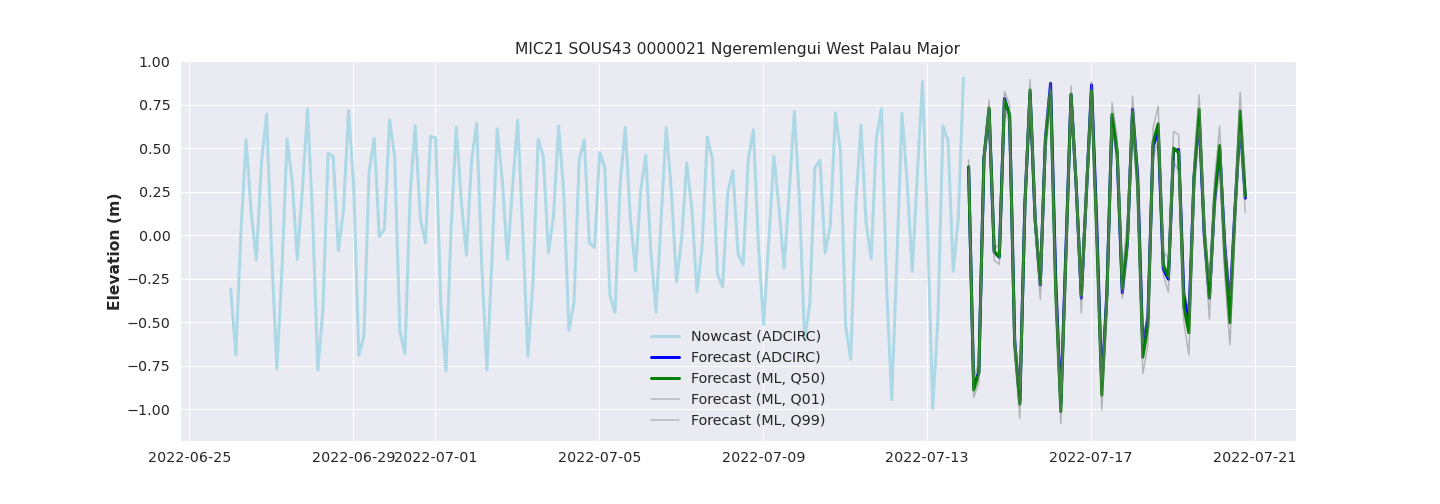 MIC21 SOUS43 0000021 Ngeremlengui West Palau Major
1.00
0.75
0.50
0.25
0.00
−0.25
−0.50
−0.75
−1.00
Elevation (m)
Nowcast (ADCIRC)
Forecast (ADCIRC)
Forecast (ML, Q50)
Forecast (ML, Q01)
Forecast (ML, Q99)
2022-06-25 2022-06-29 2022-07-01 2022-07-05 2022-07-09 2022-07-13 2022-07-17 2022-07-21